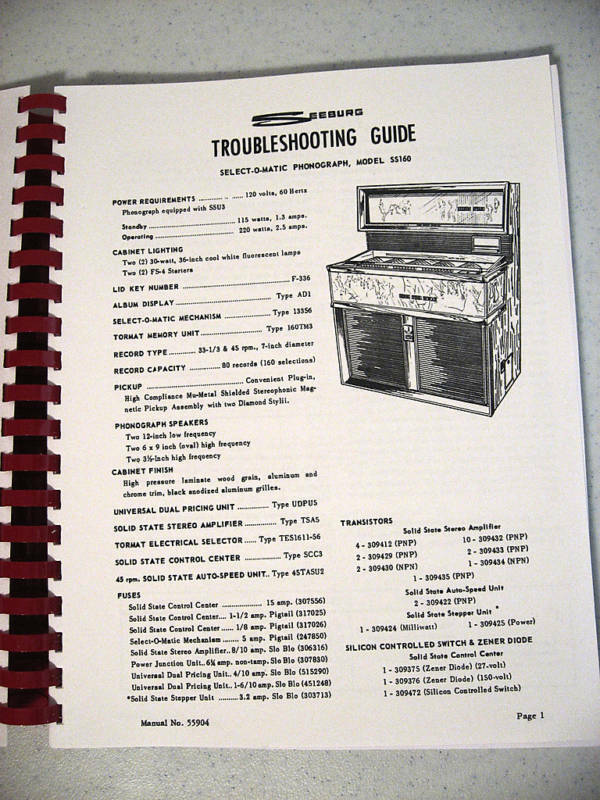 SEEBURG
TROUBLESHOOTING GUIDE
SELECT-O-MATIC PHONOGRAPH, MODEL SS160
POWER REQUIREMENTS .............. .. ...... 120 volts, 60 Hertz
Phonograph equipped with SSU3
Standby ........................ 115 watts, 1.3 amps.
Operating ........................ 220 watts, 2.5 amps.
CABINET LIGHTING
Two (2) 30-watt, 36-inch cool white fluorescent lamps
Two (2) FS-4 Starters
LID KEY NUMBER ........................ F-336
ALBUM DISPLAY ........................ Type AD1
SELECT-O-MATIC MECHANISM .............. Type 13356
TORMAT MEMORY UNIT .................. Type 160TM3
RECORD TYPE ............ 33-1/3 & 45 rpm., 7-inch diameter
RECORD CAPACITY .......... 80 records (160 selections)
PICKUP ........................ Convenient Plug-in,
High Compliance Mu-Metal Shielded Stereophonic Mag-
netic Pickup Assembly with two Diamond Stylii.
PHONOGRAPH SPEAKERS
Two 12-inch low frequency
Two 6 x 9 inch (oval) high frequency
Two 3½-inch high frequency
CABINET FINISH
High pressure laminate wood grain, aluminum and
chrome trim, black anodized aluminum grilles.
UNIVERSAL DUAL PRICING UNIT .............. Type UDPU5
SOLID STATE STEREO AMPLIFIER ............ Type TSA5
TORMAT ELECTRICAL SELECTOR ..... Type TES1611-56
SOLID STATE CONTROL CENTER .............. Type SCC3
45 rpm. SOLID STATE AUTO-SPEED UNIT.. Type 45TASU2
FUSES
Solid State Control Center .................. 15 amp. (307556)
Solid State Control Center.... 1-1/2 amp. Pigtail (317025)
Solid State Control Center ..... 1/8 amp. Pigtail (317026)
Select-O-Matic Mechanism ....... 5 amp. Pigtail (247850)
Solid State Stereo Amplifier.. 8/10 amp. Slo Blo (306316)
Power Junction Unit.. 6¼ amp. non-tamp. Slo Blo (307830)
Universal Dual Pricing Unit.. 4/10 amp. Slo Blo (515290)
Universal Dual Pricing Unit.. 1-6/10 amp. Slo Blo (451248)
*Solid State Stepper Unit ......... 3.2 amp. Slo Blo (303713)
TRANSISTORS
Solid State Stereo Amplifier
4 - 309412 (PNP) 10 - 309432 (PNP)
2 - 309429 (PNP) 2 - 309433 (PNP)
2 - 309430 (NPN) 1 - 309434 (NPN)
1 - 309435 (PNP)
Solid State Auto-Speed Unit
2 - 309422 (PNP)
Solid State Stepper Unit *
1 - 309424 (Milliwatt) 1 - 309425 (Power)
SILICON CONTROLLED SWITCH & ZENER DIODE
Solid State Control Center
1 - 309375 (Zener Diode) (27-volt)
1 - 309376 (Zener Diode) (150-volt)
1 - 309472 (Silicon Controlled Switch)
Manual No. 55904
Page 1